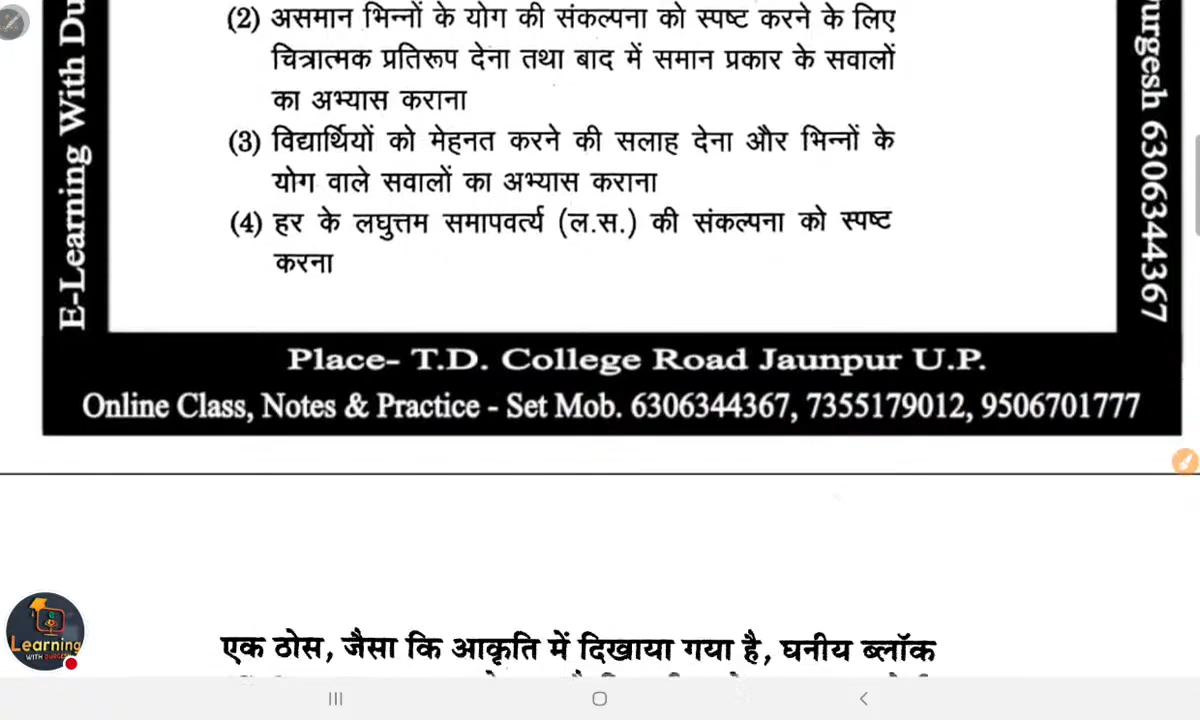 (2) असमान भिन्नों के योग की संकल्पना को स्पष्ट करने के लिए
चित्रात्मक प्रतिरूप देना तथा बाद में समान प्रकार के सवालों
का अभ्यास कराना
(3) विद्यार्थियों को मेहनत करने की सलाह देना और भिन्नों के
योग वाले सवालों का अभ्यास कराना
(4) हर के लघुत्तम समापवर्त्य (ल.स.) की संकल्पना को स्पष्ट
करना
E-Learning With Du
urgesh 6306344367
Place- T.D. College Road Jaunpur U.P.
Online Class, Notes & Practice - Set Mob. 6306344367, 7355179012, 9506701777
Learning
WITH DURGESH
एक ठोस, जैसा कि आकृति में दिखाया गया है, घनीय ब्लॉक